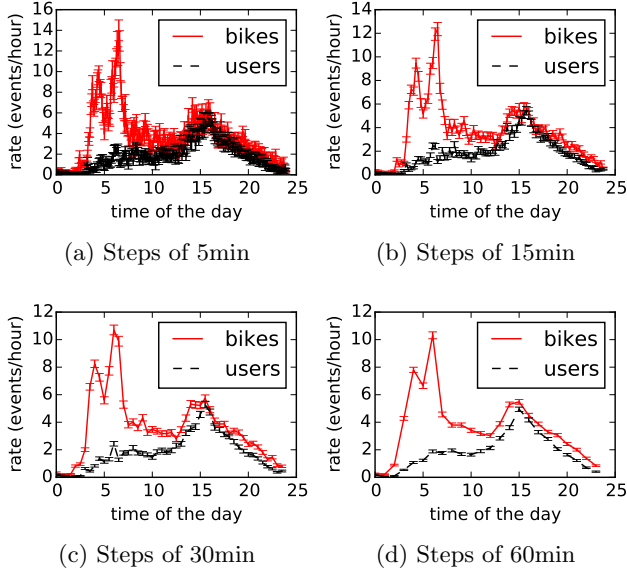 16
14
12
10
8
6
4
2
0
rate (events/hour)
bikes
users
0 5 10 15 20 25
time of the day
(a) Steps of 5min
14
12
10
8
6
4
2
0
rate (events/hour)
bikes
users
0 5 10 15 20 25
time of the day
(b) Steps of 15min
12
10
8
6
4
2
0
rate (events/hour)
bikes
users
0 5 10 15 20 25
time of the day
(c) Steps of 30min
12
10
8
6
4
2
0
rate (events/hour)
bikes
users
0 5 10 15 20 25
time of the day
(d) Steps of 60min